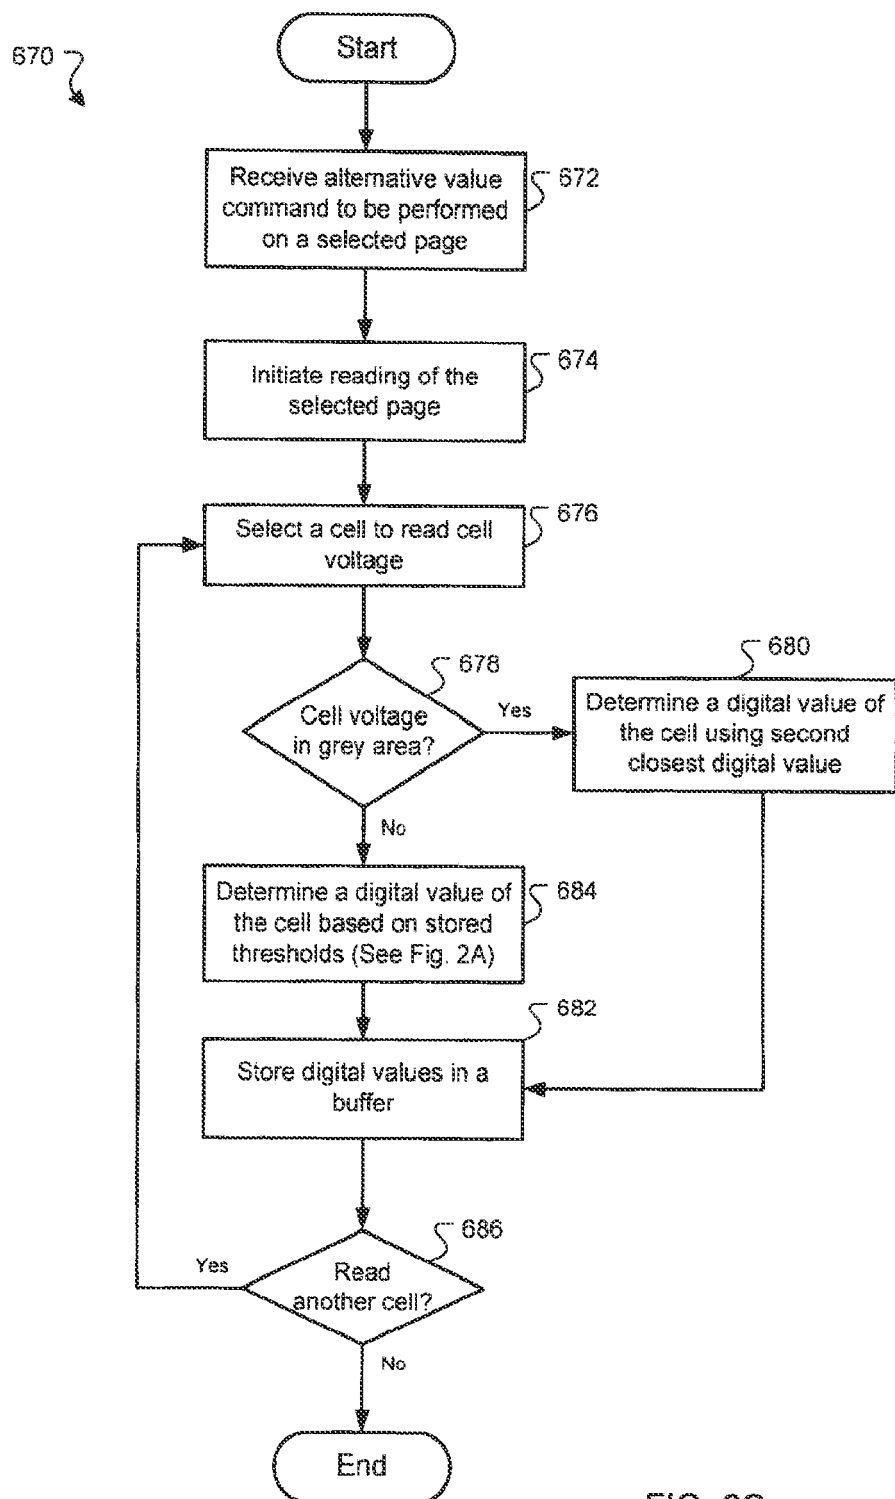 670
Start
Receive alternative value
command to be performed
on a selected page
672
Initiate reading of the
selected page
674
Select a cell to read cell
voltage
676
Cell voltage
in grey area?
678
Yes
No
Determine a digital value of
the cell using second
closest digital value
680
Determine a digital value of
the cell based on stored
thresholds (See Fig. 2A)
684
Store digital values in a
buffer
682
Read
another cell?
686
Yes
No
End